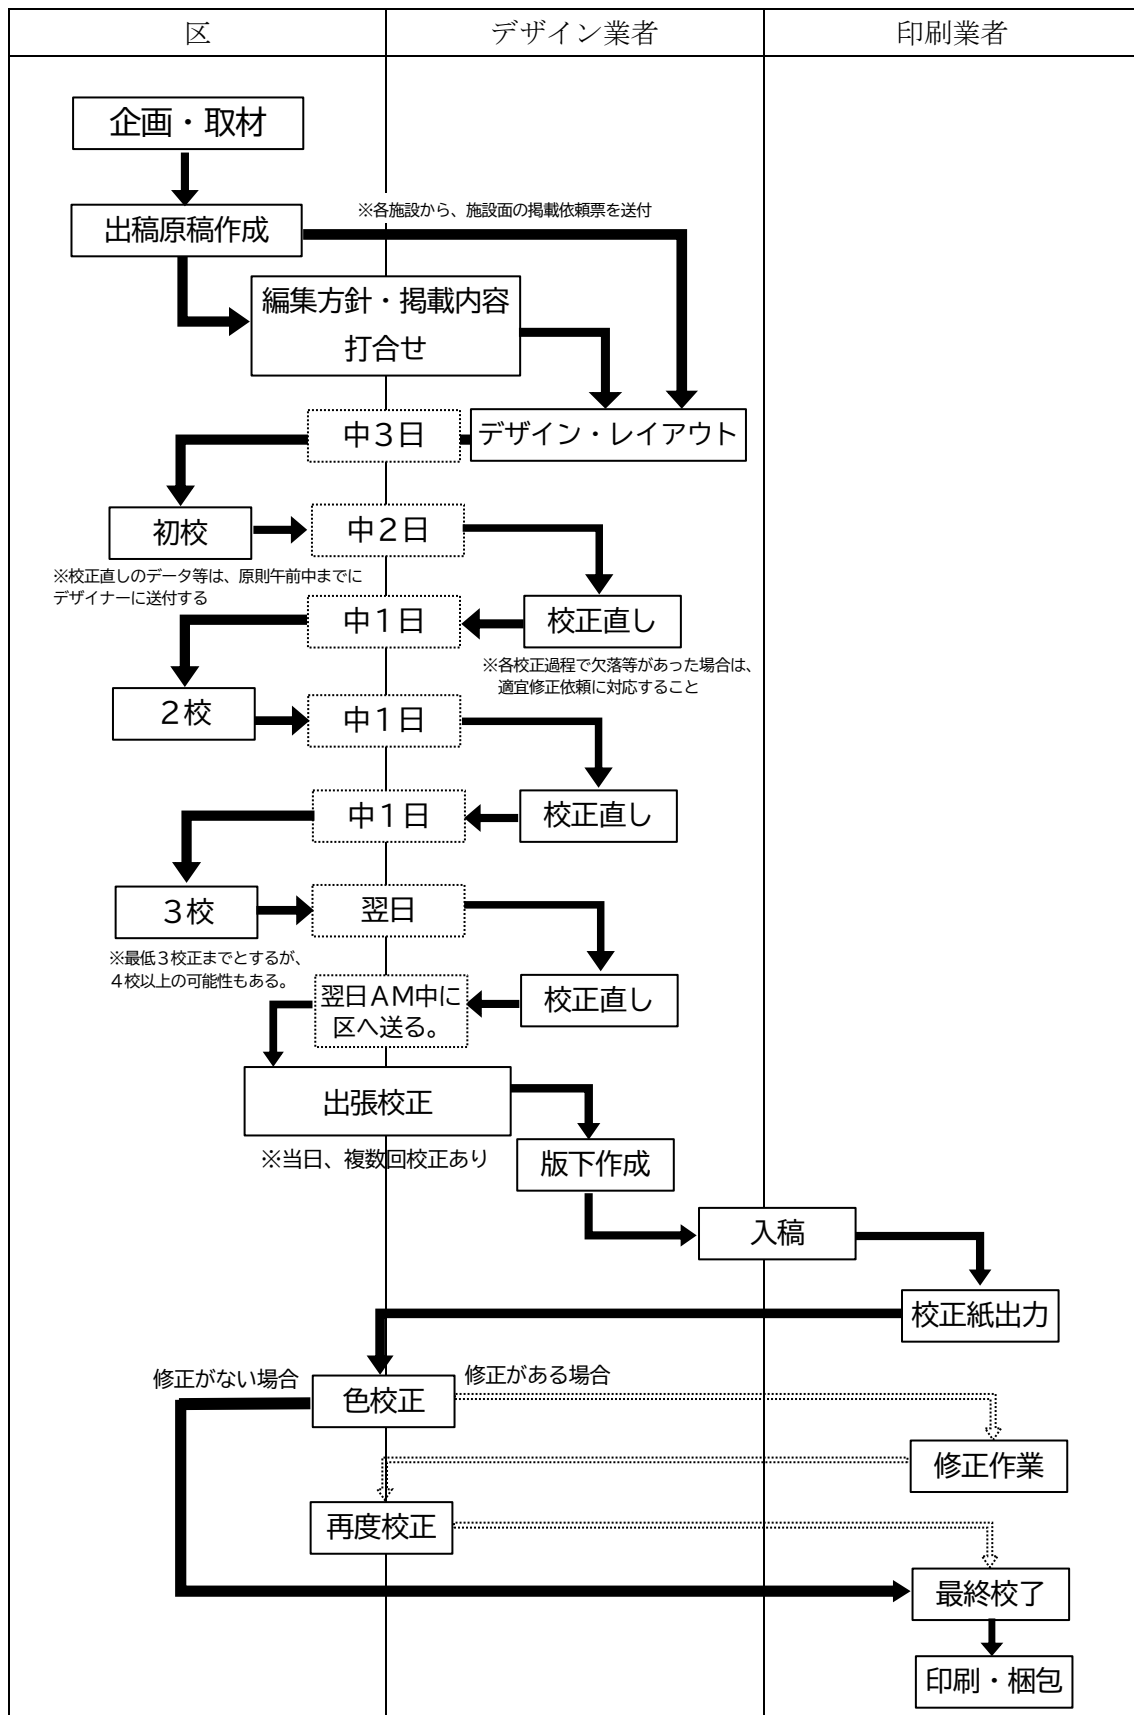 区
デザイン業者
印刷業者
企画・取材
※各施設から、施設面の掲載依頼票を送付
出稿原稿作成
編集方針・掲載内容
打合せ
中３日
デザイン・レイアウト
初校
中２日
※校正直しのデータ等は、原則午前中までに
デザイナーに送付する
中１日
校正直し
※各校正過程で欠落等があった場合は、
適宜修正依頼に対応すること
２校
中１日
中１日
校正直し
３校
翌日
※最低３校正までとするが、
４校以上の可能性もある。
翌日ＡＭ中に
区へ送る。
校正直し
出張校正
※当日、複数回校正あり
版下作成
入稿
校正紙出力
修正がない場合
修正がある場合
色校正
修正作業
再度校正
最終校了
印刷・梱包